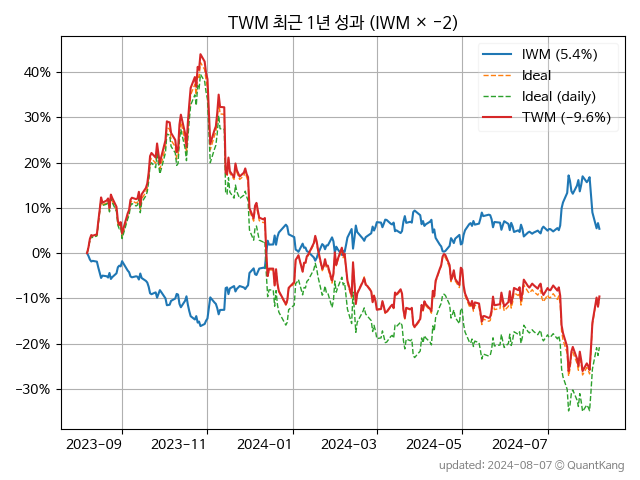 TWM 최근 1년 성과 (IWM × −2)
IWM (5.4%)
Ideal
Ideal (daily)
TWM (−9.6%)
40%
30%
20%
10%
0%
−10%
−20%
−30%
2023-09
2023-11
2024-01
2024-03
2024-05
2024-07
updated: 2024-08-07 © QuantKang